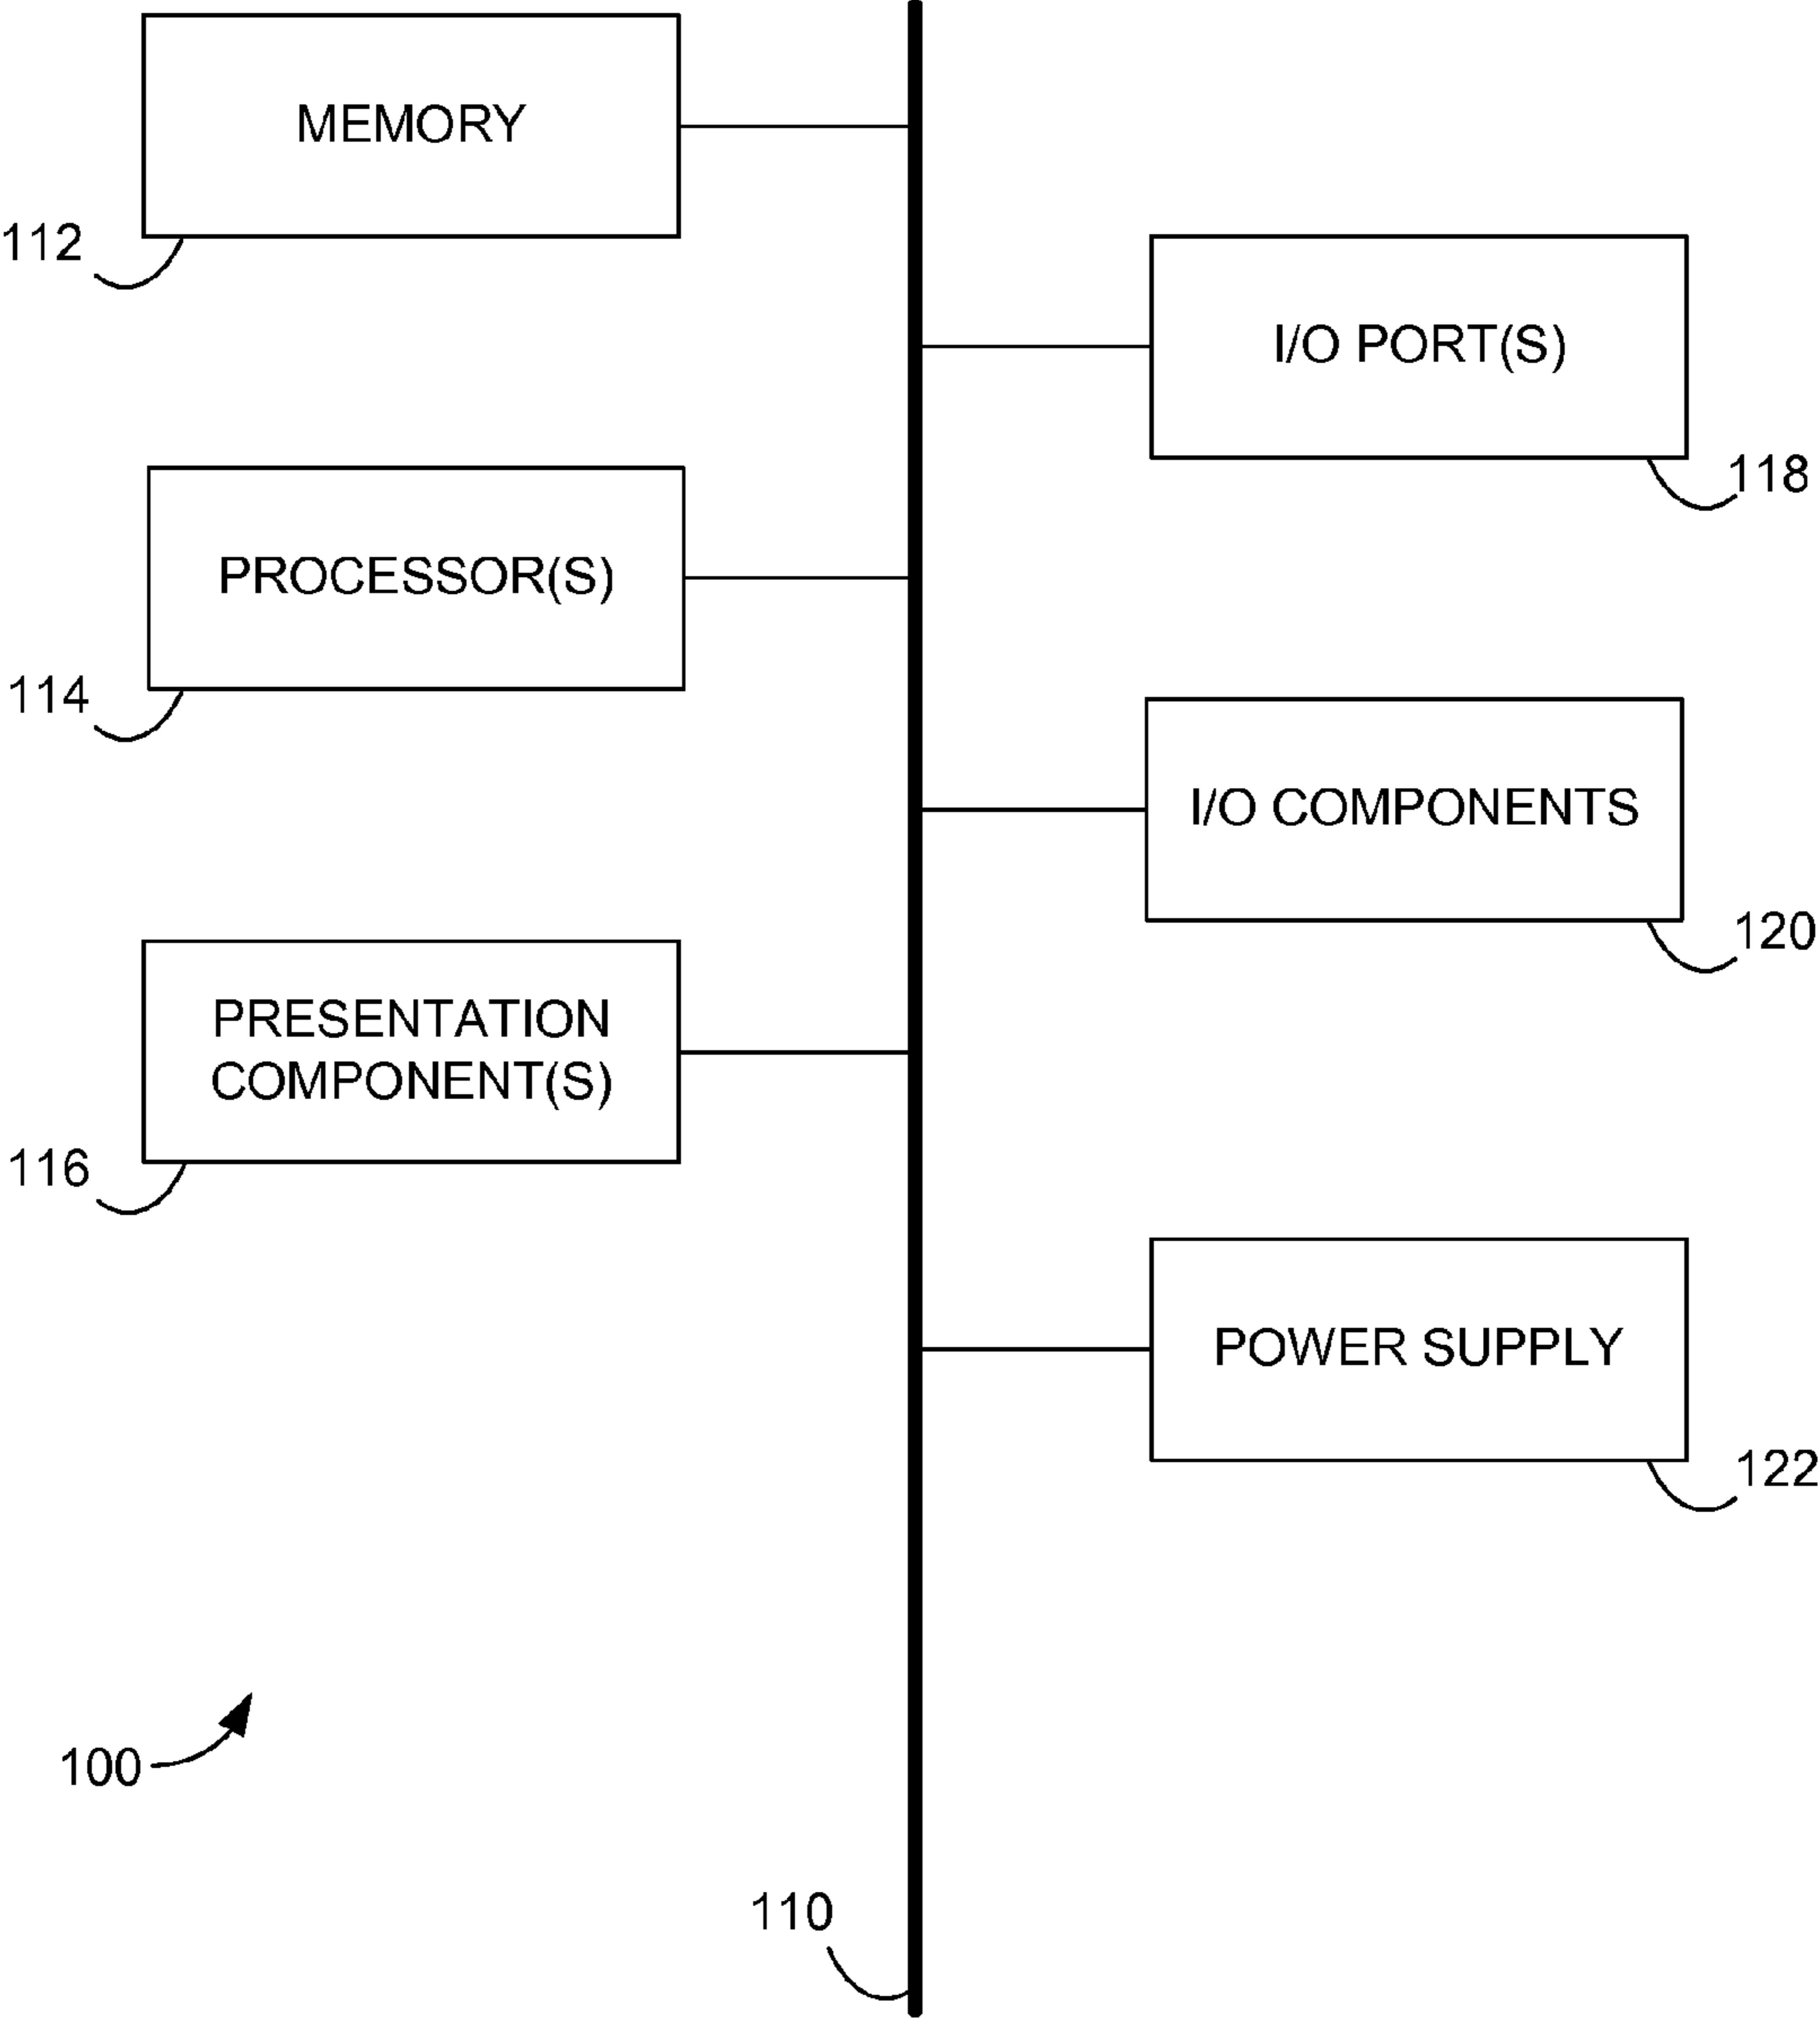 MEMORY
112
I/O PORT(S)
118
PROCESSOR(S)
114
I/O COMPONENTS
120
PRESENTATION
COMPONENT(S)
116
POWER SUPPLY
122
100
110